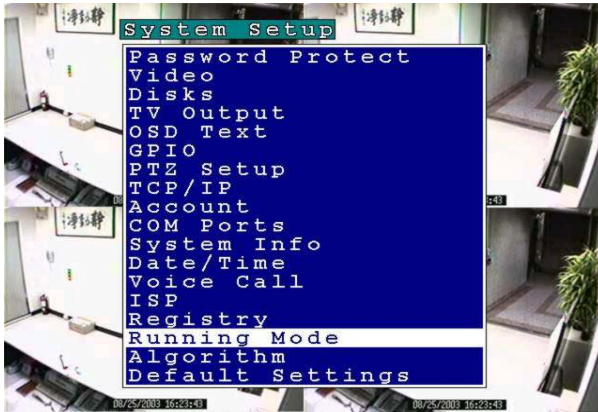 System Setup
Password Protect
Video
Disks
TV Output
OSD Text
GPIO
PTZ Setup
TCP/IP
Account
COM Ports
System Info
Date/Time
Voice Call
ISP
Registry
Running Mode
Algorithm
Default Settings
08/25/2003 16:23:43
08/25/2003 16:23:43